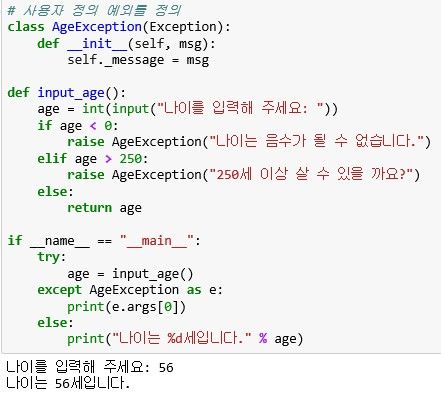 # 사용자 정의 예외를 정의
class AgeException(Exception):
    def __init__(self, msg):
        self._message = msg

def input_age():
    age = int(input("나이를 입력해 주세요: "))
    if age < 0:
        raise AgeException("나이는 음수가 될 수 없습니다.")
    elif age > 250:
        raise AgeException("250세 이상 살 수 있을 까요?")
    else:
        return age

if __name__ == "__main__":
    try:
        age = input_age()
    except AgeException as e:
        print(e.args[0])
    else:
        print("나이는 %d세입니다." % age)
나이를 입력해 주세요: 56
나이는 56세입니다.